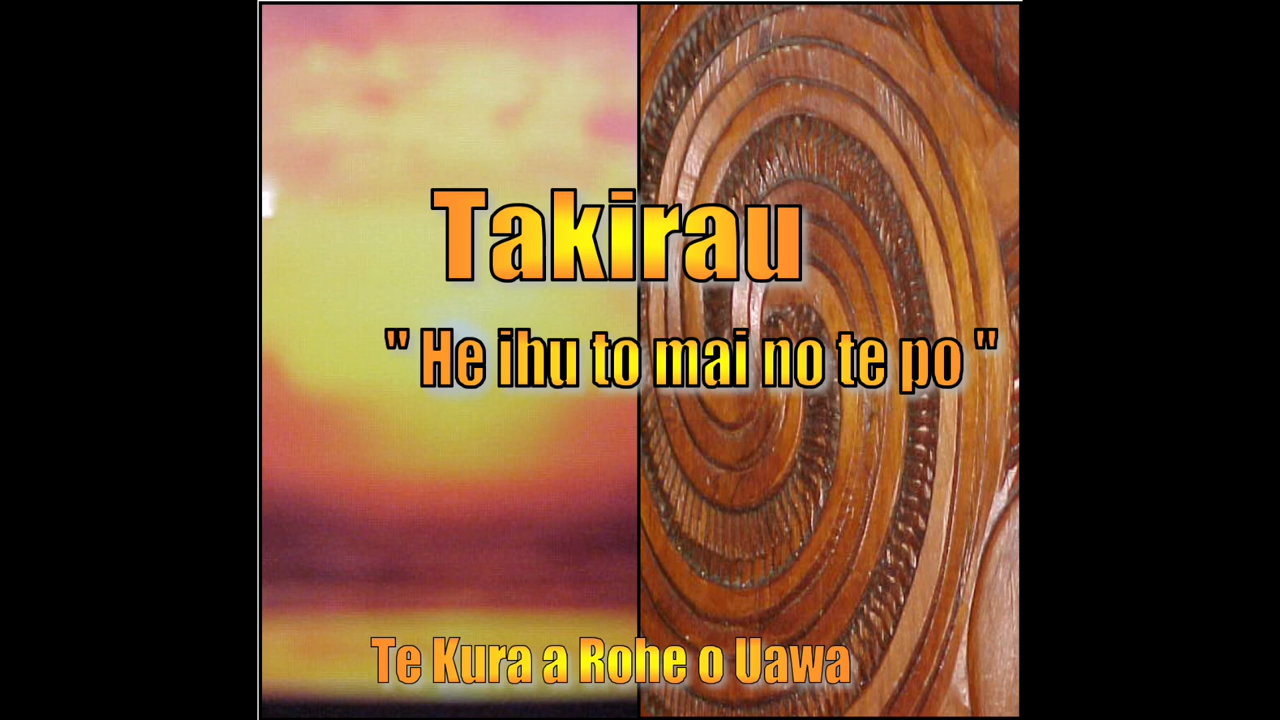 Takirau
" He ihu to mai no te po "
Te Kura a Rohe o Uawa